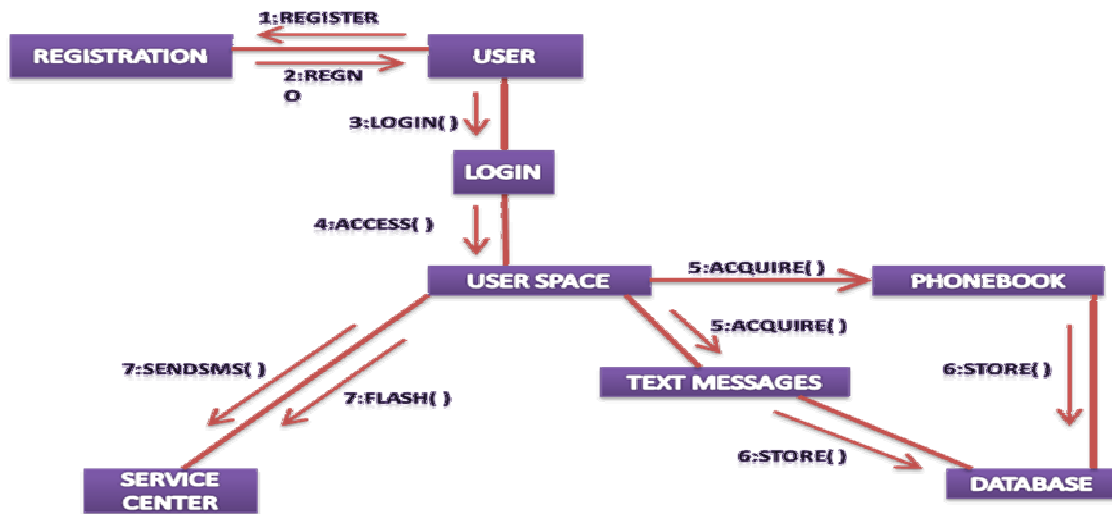 1:REGISTER
REGISTRATION
USER
2:REGN
O
3:LOGIN( )
LOGIN
4:ACCESS( )
USER SPACE
5:ACQUIRE( )
PHONEBOOK
5:ACQUIRE( )
7:SENDSMS( )
TEXT MESSAGES
6:STORE( )
7:FLASH( )
6:STORE( )
SERVICE
CENTER
DATABASE